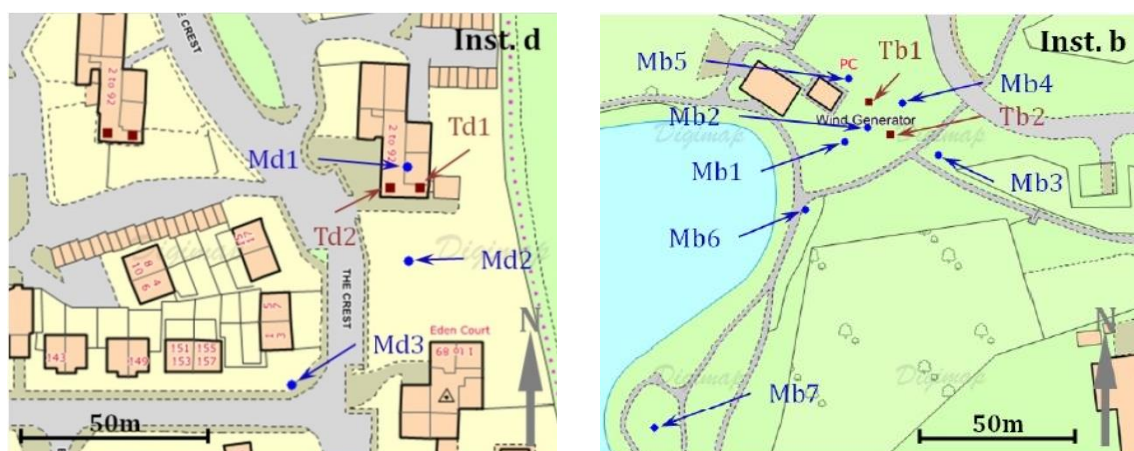 THE CREST
Inst. d
2 to 92
2 to 92
Td1
Md1
Digimap
Td2
Digimap
Md2
8 4
10 6
THE CREST
Eden Court
Md3
143
149
151 155
153 157
N
50m
Inst. b
Mb5
PC
Tb1
Mb4
Mb2
Wind Generator
Tb2
Digimap
Digimap
Mb1
Mb3
Mb6
Digimap
Digimap
Mb7
N
50m